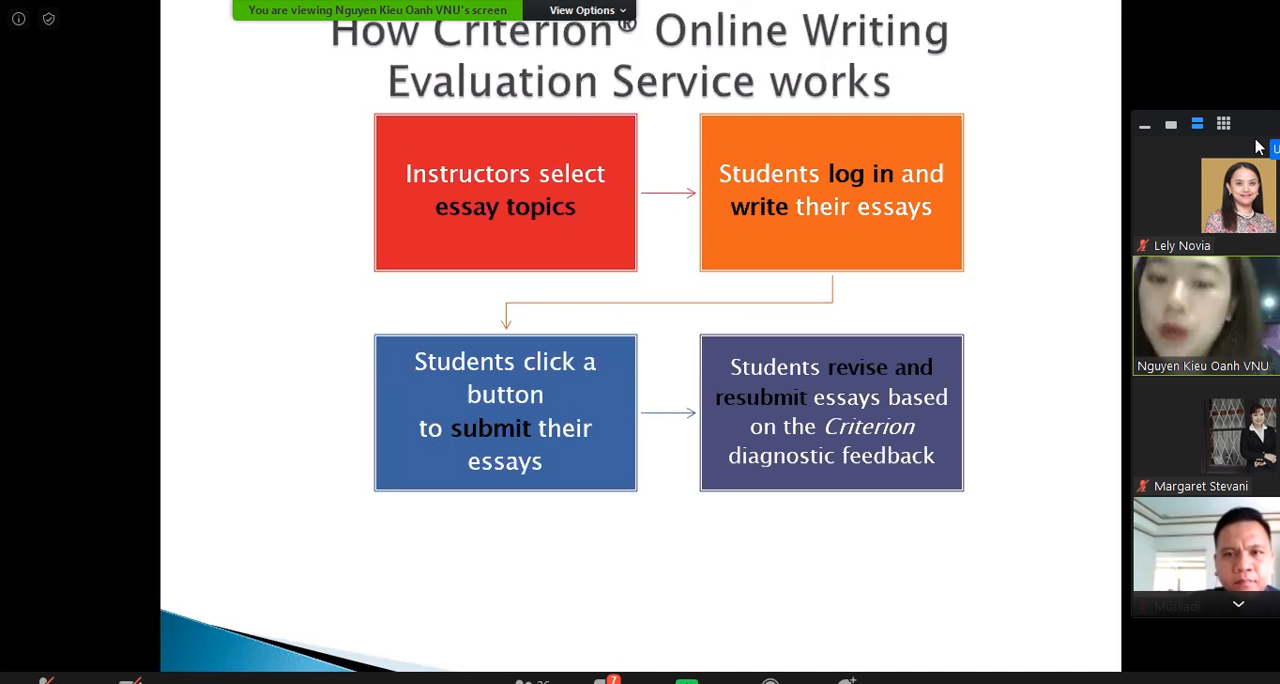 You are viewing Nguyen Kieu Oanh VNU's screen
View Options
How Criterion® Online Writing
Evaluation Service works
Instructors select
essay topics
Students log in and
write their essays
Students click a
button
to submit their
essays
Students revise and
resubmit essays based
on the Criterion
diagnostic feedback
Lely Novia
Nguyen Kieu Oanh VNU
Margaret Stevani
Musliadi
7